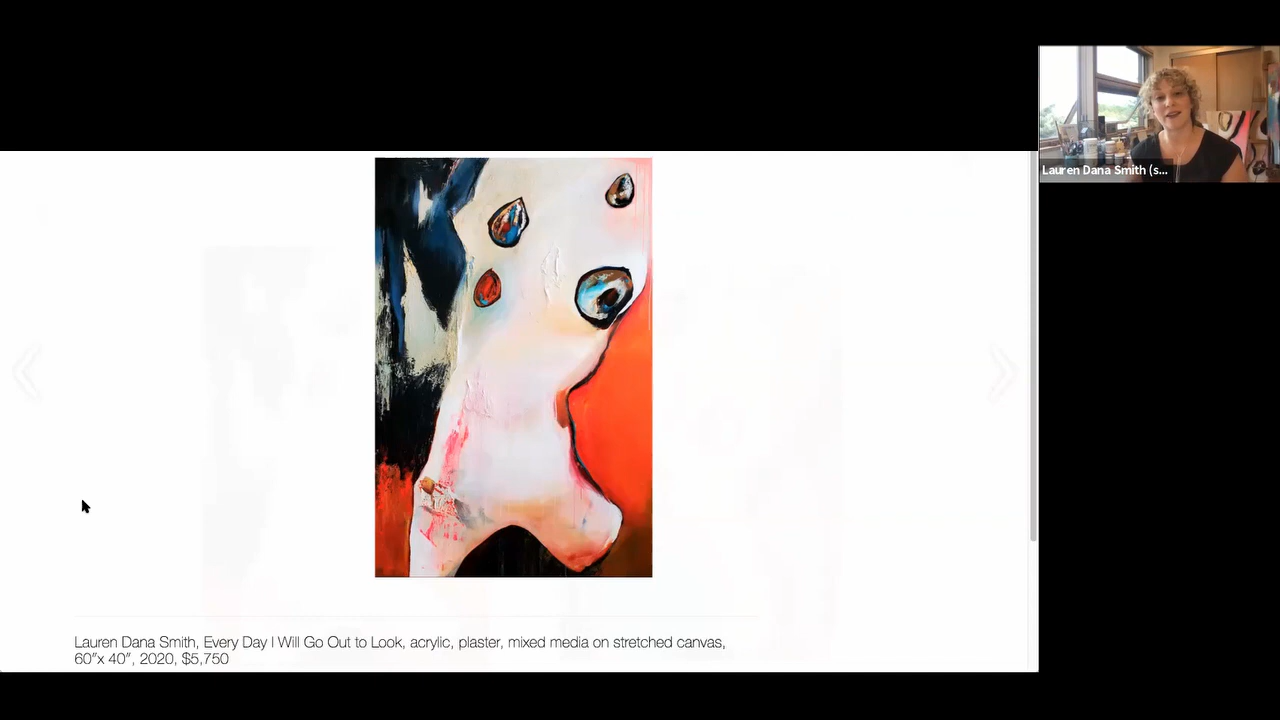 Lauren Dana Smith (s...
Lauren Dana Smith, Every Day I Will Go Out to Look, acrylic, plaster, mixed media on stretched canvas,
60″x 40″, 2020, $5,750